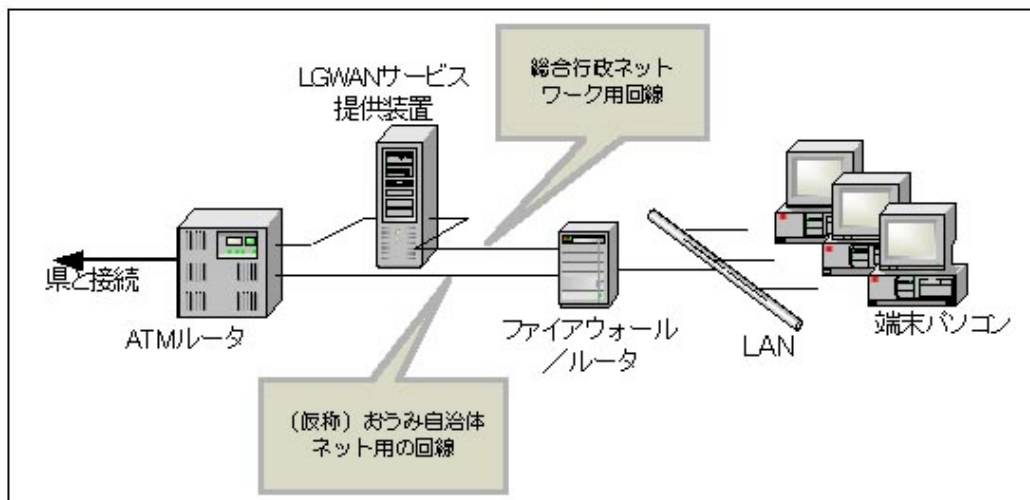 LGWANサービス
提供装置
総合行政ネット
ワーク用回線
県と接続
ATMルータ
ファイアウォール
／ルータ
LAN
端末パソコン
（仮称）おうみ自治体
ネット用の回線